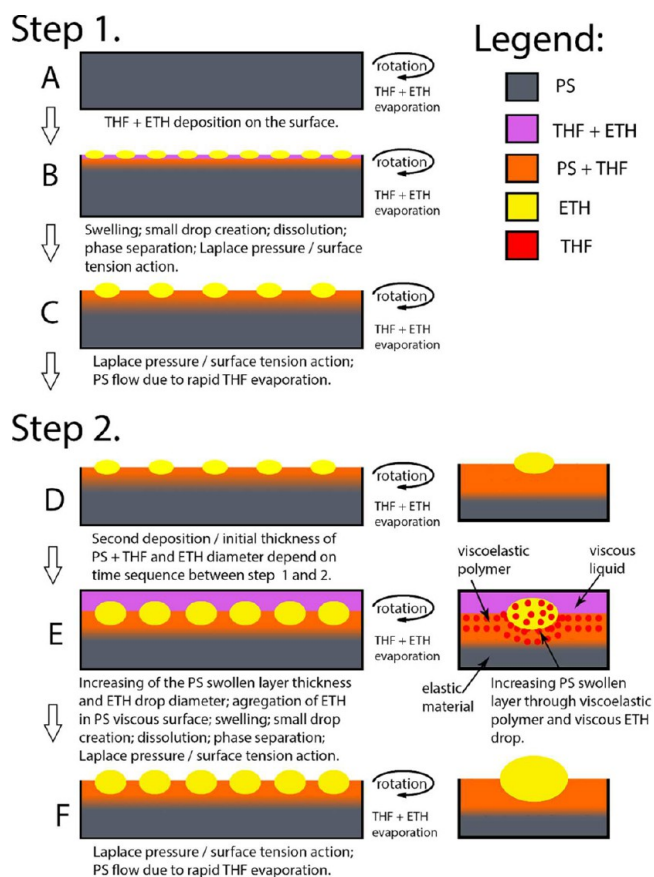 Step 1.
Legend:
A
rotation
THF + ETH
evaporation
THF + ETH deposition on the surface.
PS
THF + ETH
PS + THF
ETH
THF
B
rotation
THF + ETH
evaporation
Swelling; small drop creation; dissolution;
phase separation; Laplace pressure / surface
tension action.
C
rotation
THF + ETH
evaporation
Laplace pressure / surface tension action;
PS flow due to rapid THF evaporation.
Step 2.
D
rotation
THF + ETH
evaporation
Second deposition / initial thickness of
PS + THF and ETH diameter depend on
time sequence between step 1 and 2.
viscoelastic
polymer
viscous
liquid
E
rotation
THF + ETH
evaporation
elastic
material
Increasing PS swollen
layer through viscoelastic
polymer and viscous ETH
drop.
Increasing of the PS swollen layer thickness
and ETH drop diameter; agregation of ETH
in PS viscous surface; swelling; small drop
creation; dissolution; phase separation;
Laplace pressure / surface tension action.
F
rotation
THF + ETH
evaporation
Laplace pressure / surface tension action;
PS flow due to rapid THF evaporation.